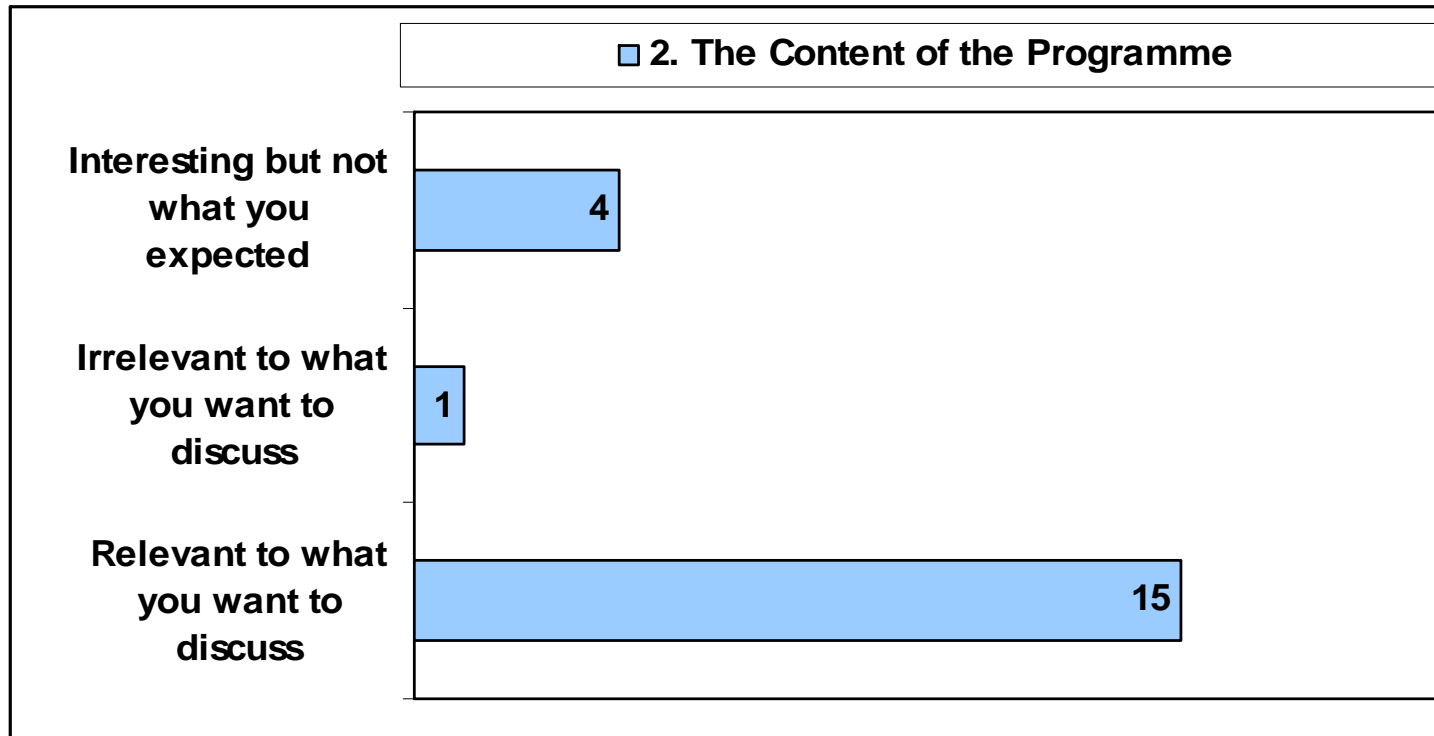 2. The Content of the Programme
Interesting but not
what you
expected
4
Irrelevant to what
you want to
discuss
1
Relevant to what
you want to
discuss
15